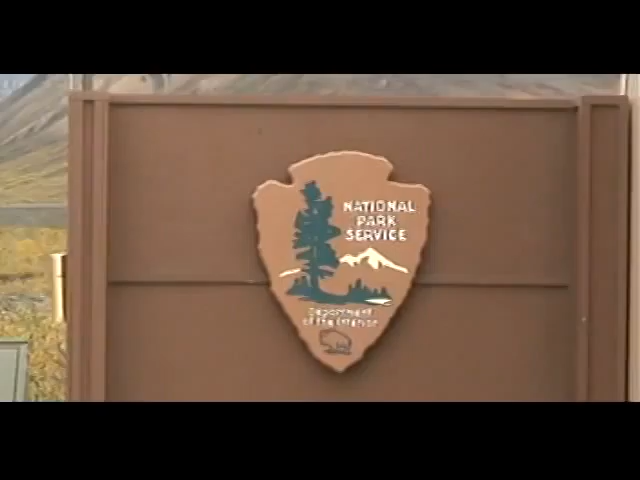 NATIONAL
PARK
SERVICE
Department
of the Interior